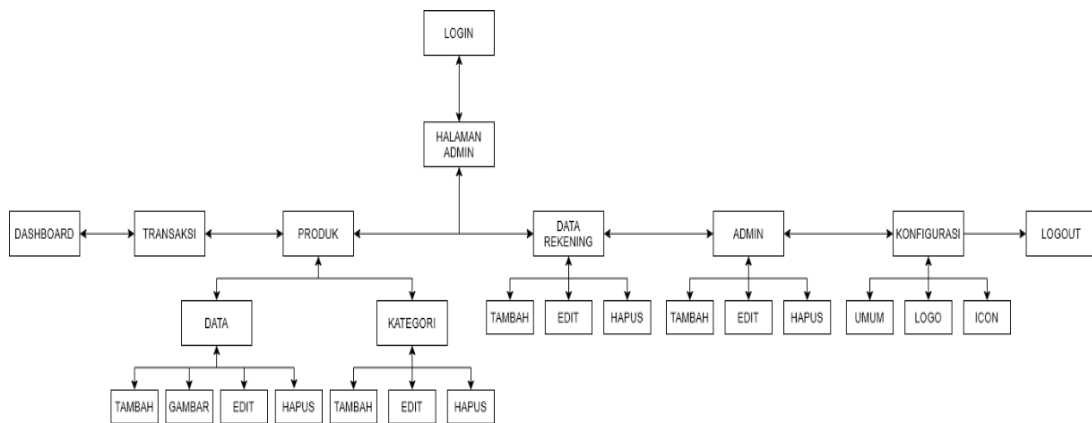 LOGIN
HALAMAN
ADMIN
DASHBOARD
TRANSAKSI
PRODUK
DATA
REKENING
ADMIN
KONFIGURASI
LOGOUT
TAMBAH
EDIT
HAPUS
TAMBAH
EDIT
HAPUS
UMUM
LOGO
ICON
DATA
KATEGORI
TAMBAH
GAMBAR
EDIT
HAPUS
TAMBAH
EDIT
HAPUS